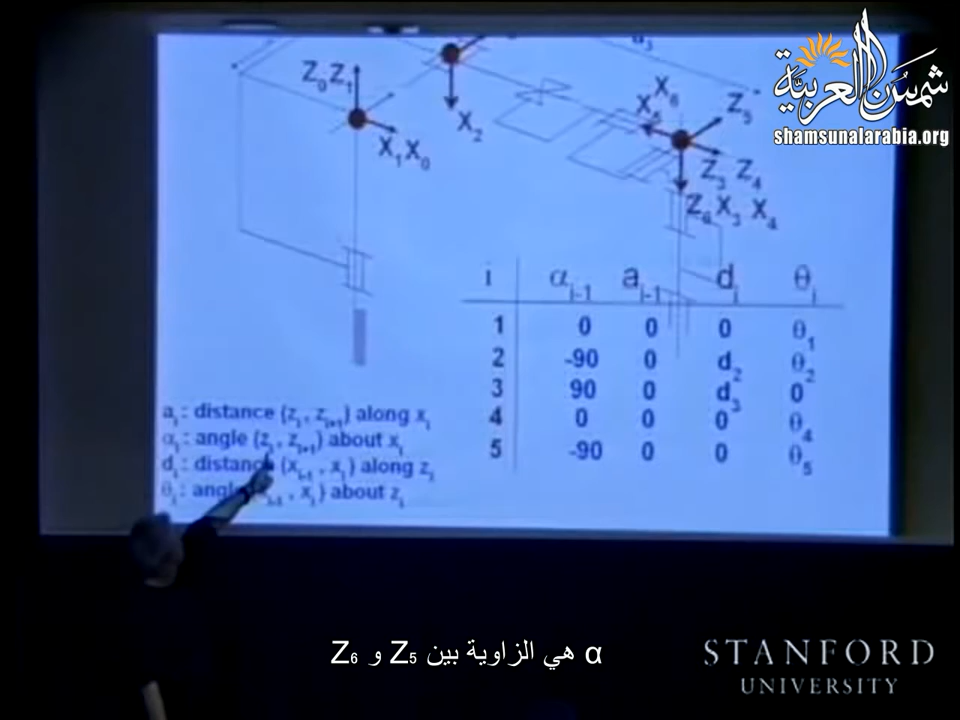 شمس العربية
shamsunalarabia.org
Z₀ Z₁
X₁ X₀
X₂
a₃
X₆
X₅
Z₅
Z₃ Z₄
Z₆ X₃ X₄
i αᵢ₋₁ aᵢ₋₁ dᵢ θᵢ
1 0 0 0 θ₁
2 -90 0 d₂ θ₂
3 90 0 d₃ 0
4 0 0 0 θ₄
5 -90 0 0 θ₅
aᵢ : distance (zᵢ , zᵢ₊₁) along xᵢ
αᵢ : angle (zᵢ , zᵢ₊₁) about xᵢ
dᵢ : distance (xᵢ₋₁ , xᵢ) along zᵢ
θᵢ : angle (xᵢ₋₁ , xᵢ) about zᵢ
α هي الزاوية بين Z₅ و Z₆
STANFORD
UNIVERSITY